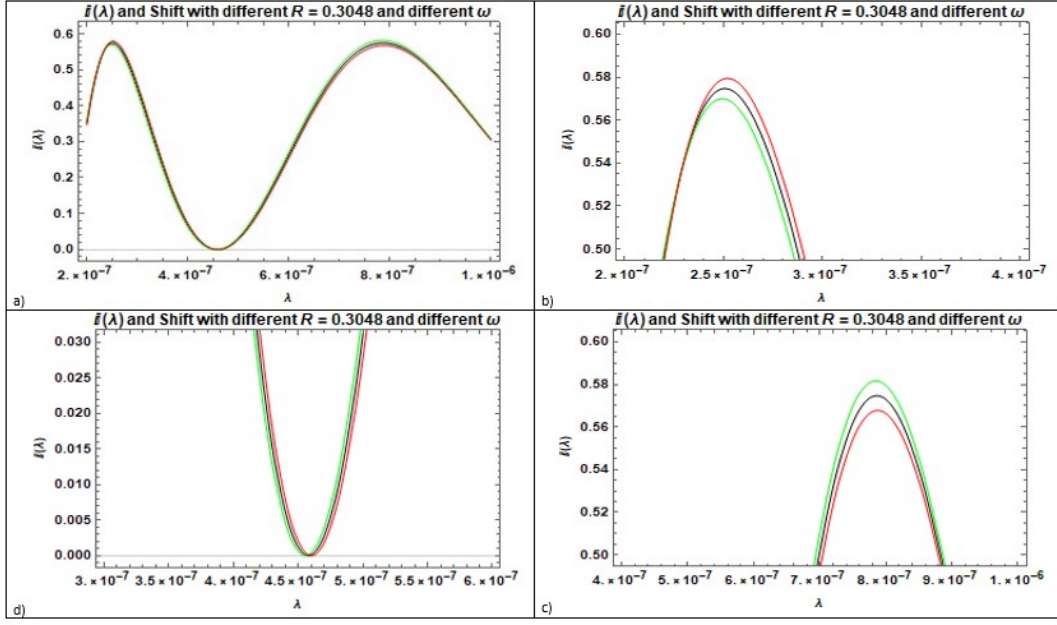 I(λ) and Shift with different R = 0.3048 and different ω
0.6
0.5
0.4
0.3
0.2
0.1
0.0
I(λ)
2.×10⁻⁷ 4.×10⁻⁷ 6.×10⁻⁷ 8.×10⁻⁷ 1.×10⁻⁶
λ
a)
I(λ) and Shift with different R = 0.3048 and different ω
0.60
0.58
0.56
0.54
0.52
0.50
I(λ)
2.×10⁻⁷ 2.5×10⁻⁷ 3.×10⁻⁷ 3.5×10⁻⁷ 4.×10⁻⁷
λ
b)
I(λ) and Shift with different R = 0.3048 and different ω
0.030
0.025
0.020
0.015
0.010
0.005
0.000
I(λ)
3.×10⁻⁷ 3.5×10⁻⁷ 4.×10⁻⁷ 4.5×10⁻⁷ 5.×10⁻⁷ 5.5×10⁻⁷ 6.×10⁻⁷
λ
d)
I(λ) and Shift with different R = 0.3048 and different ω
0.60
0.58
0.56
0.54
0.52
0.50
I(λ)
4.×10⁻⁷ 5.×10⁻⁷ 6.×10⁻⁷ 7.×10⁻⁷ 8.×10⁻⁷ 9.×10⁻⁷ 1.×10⁻⁶
λ
c)